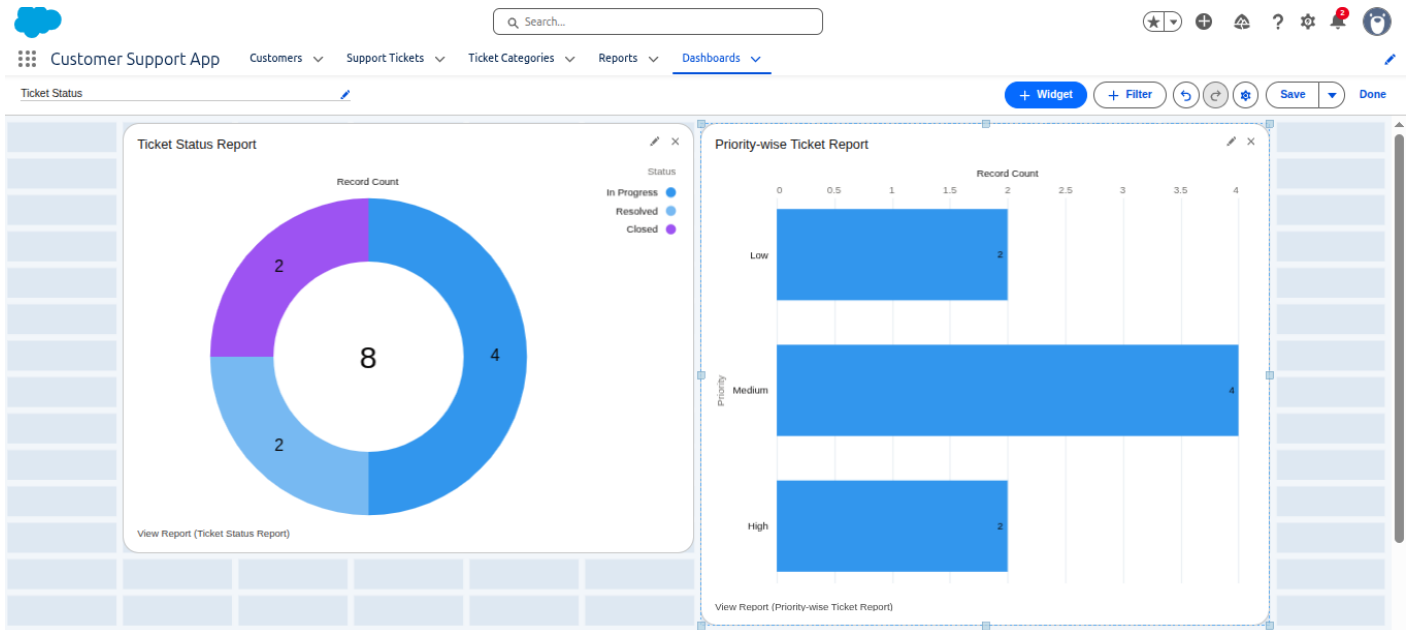 Search...
2
Customer Support App
Customers
Support Tickets
Ticket Categories
Reports
Dashboards
Ticket Status
+ Widget
+ Filter
Save
Done
Ticket Status Report
Record Count
Status
In Progress
Resolved
Closed
2
8
4
2
View Report (Ticket Status Report)
Priority-wise Ticket Report
Record Count
0 0.5 1 1.5 2 2.5 3 3.5 4
Priority
Low
2
Medium
4
High
2
View Report (Priority-wise Ticket Report)